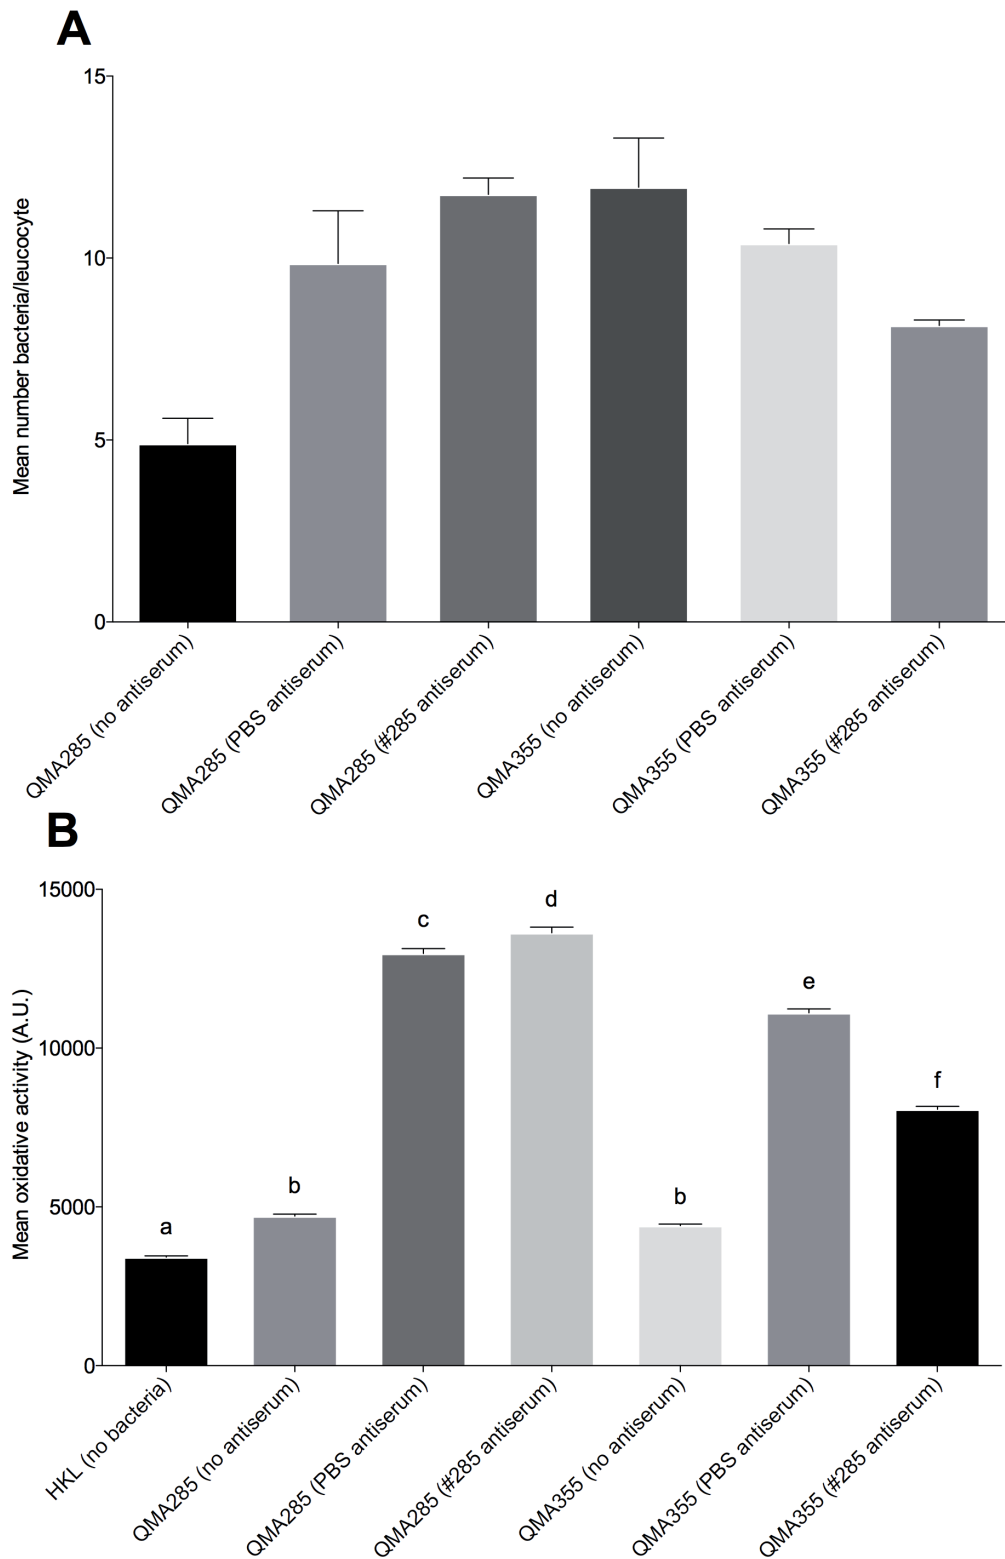 A
15
10
5
0
Mean number bacteria/leucocyte
QMA285 (no antiserum)
QMA285 (PBS antiserum)
QMA285 (#285 antiserum)
QMA355 (no antiserum)
QMA355 (PBS antiserum)
QMA355 (#285 antiserum)
B
15000
10000
5000
0
Mean oxidative activity (A.U.)
a
b
c
d
b
e
f
HKL (no bacteria)
QMA285 (no antiserum)
QMA285 (PBS antiserum)
QMA285 (#285 antiserum)
QMA355 (no antiserum)
QMA355 (PBS antiserum)
QMA355 (#285 antiserum)